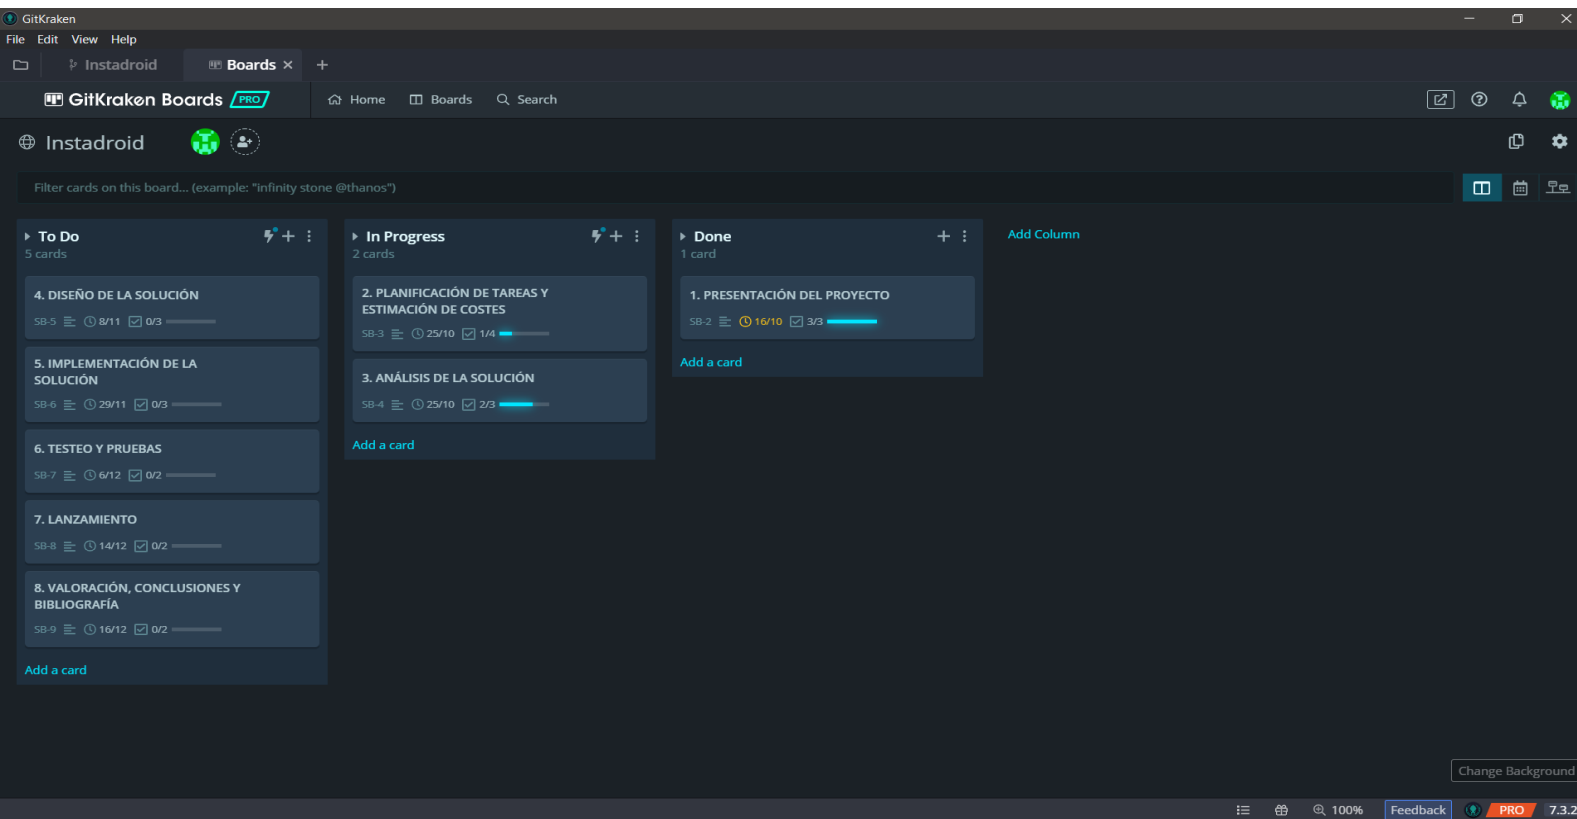 GitKraken
File Edit View Help
Instadroid Boards
GitKraken Boards PRO Home Boards Search
Instadroid
Filter cards on this board... (example: "infinity stone @thanos")
To Do
5 cards
4. DISEÑO DE LA SOLUCIÓN
SB-5 8/11 0/3
5. IMPLEMENTACIÓN DE LA
SOLUCIÓN
SB-6 29/11 0/3
6. TESTEO Y PRUEBAS
SB-7 6/12 0/2
7. LANZAMIENTO
SB-8 14/12 0/2
8. VALORACIÓN, CONCLUSIONES Y
BIBLIOGRAFÍA
SB-9 16/12 0/2
Add a card
In Progress
2 cards
2. PLANIFICACIÓN DE TAREAS Y
ESTIMACIÓN DE COSTES
SB-3 25/10 1/4
3. ANÁLISIS DE LA SOLUCIÓN
SB-4 25/10 2/3
Add a card
Done
1 card
1. PRESENTACIÓN DEL PROYECTO
SB-2 16/10 3/3
Add a card
Add Column
Change Background
100% Feedback PRO 7.3.2